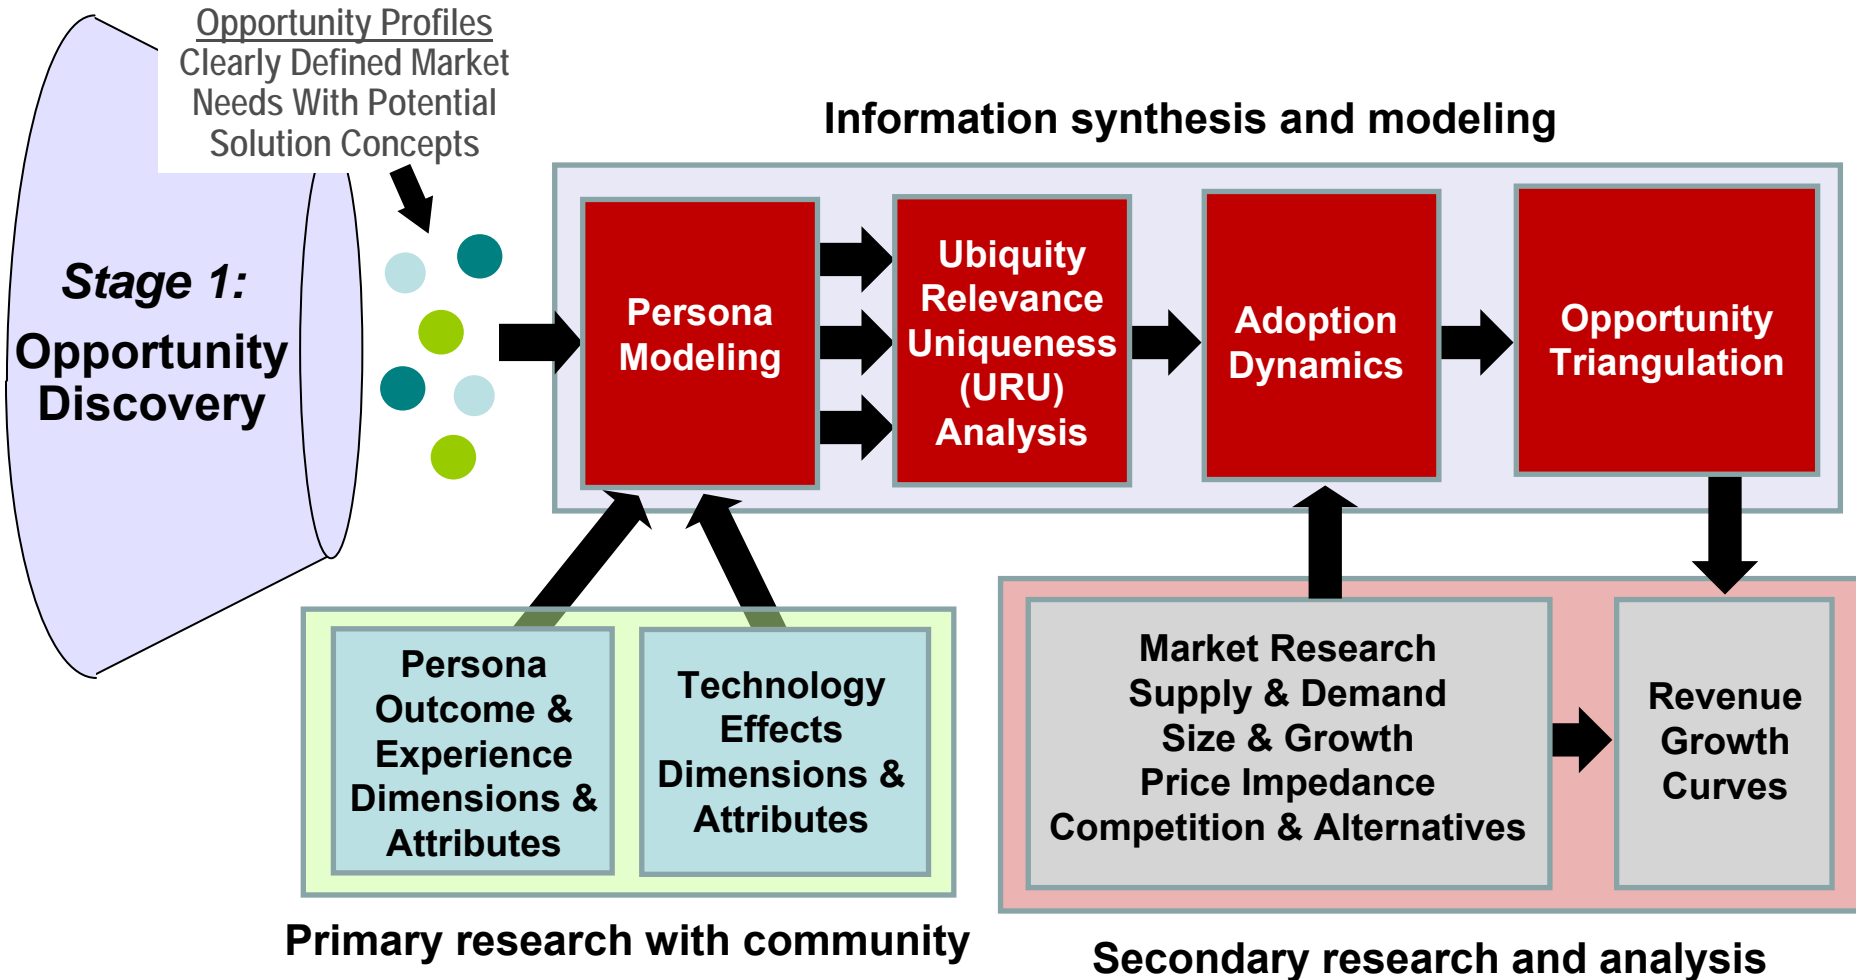 Opportunity Profiles
Clearly Defined Market
Needs With Potential
Solution Concepts
Stage 1:
Opportunity
Discovery
Information synthesis and modeling
Persona
Modeling
Ubiquity
Relevance
Uniqueness
(URU)
Analysis
Adoption
Dynamics
Opportunity
Triangulation
Persona
Outcome &
Experience
Dimensions &
Attributes
Technology
Effects
Dimensions &
Attributes
Primary research with community
Market Research
Supply & Demand
Size & Growth
Price Impedance
Competition & Alternatives
Revenue
Growth
Curves
Secondary research and analysis